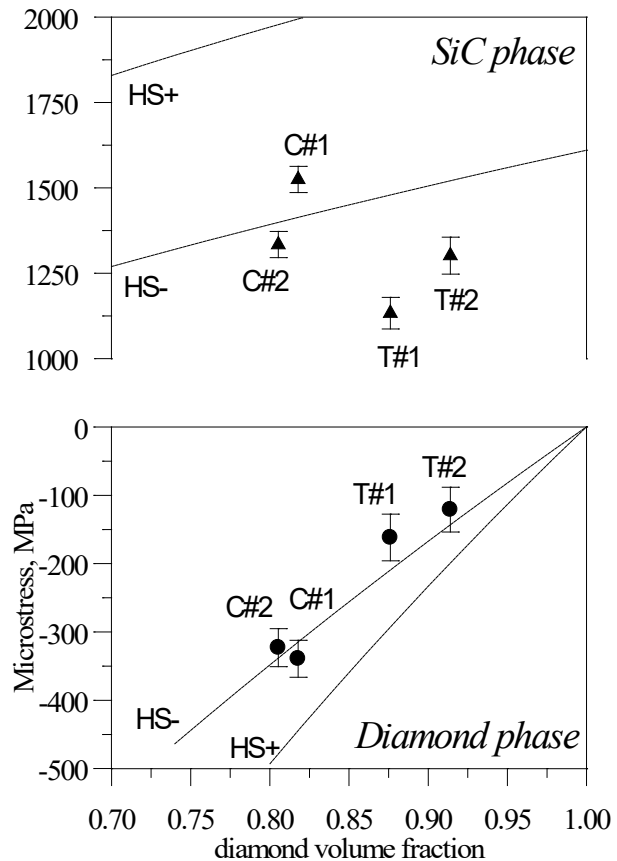 2000
SiC phase
1750
HS+
C#1
1500
C#2
HS-
1250
T#2
T#1
1000
0
T#2
-100
T#1
Microstress, MPa
-200
C#1
C#2
-300
-400
HS-
HS+
Diamond phase
-500
0.70 0.75 0.80 0.85 0.90 0.95 1.00
diamond volume fraction